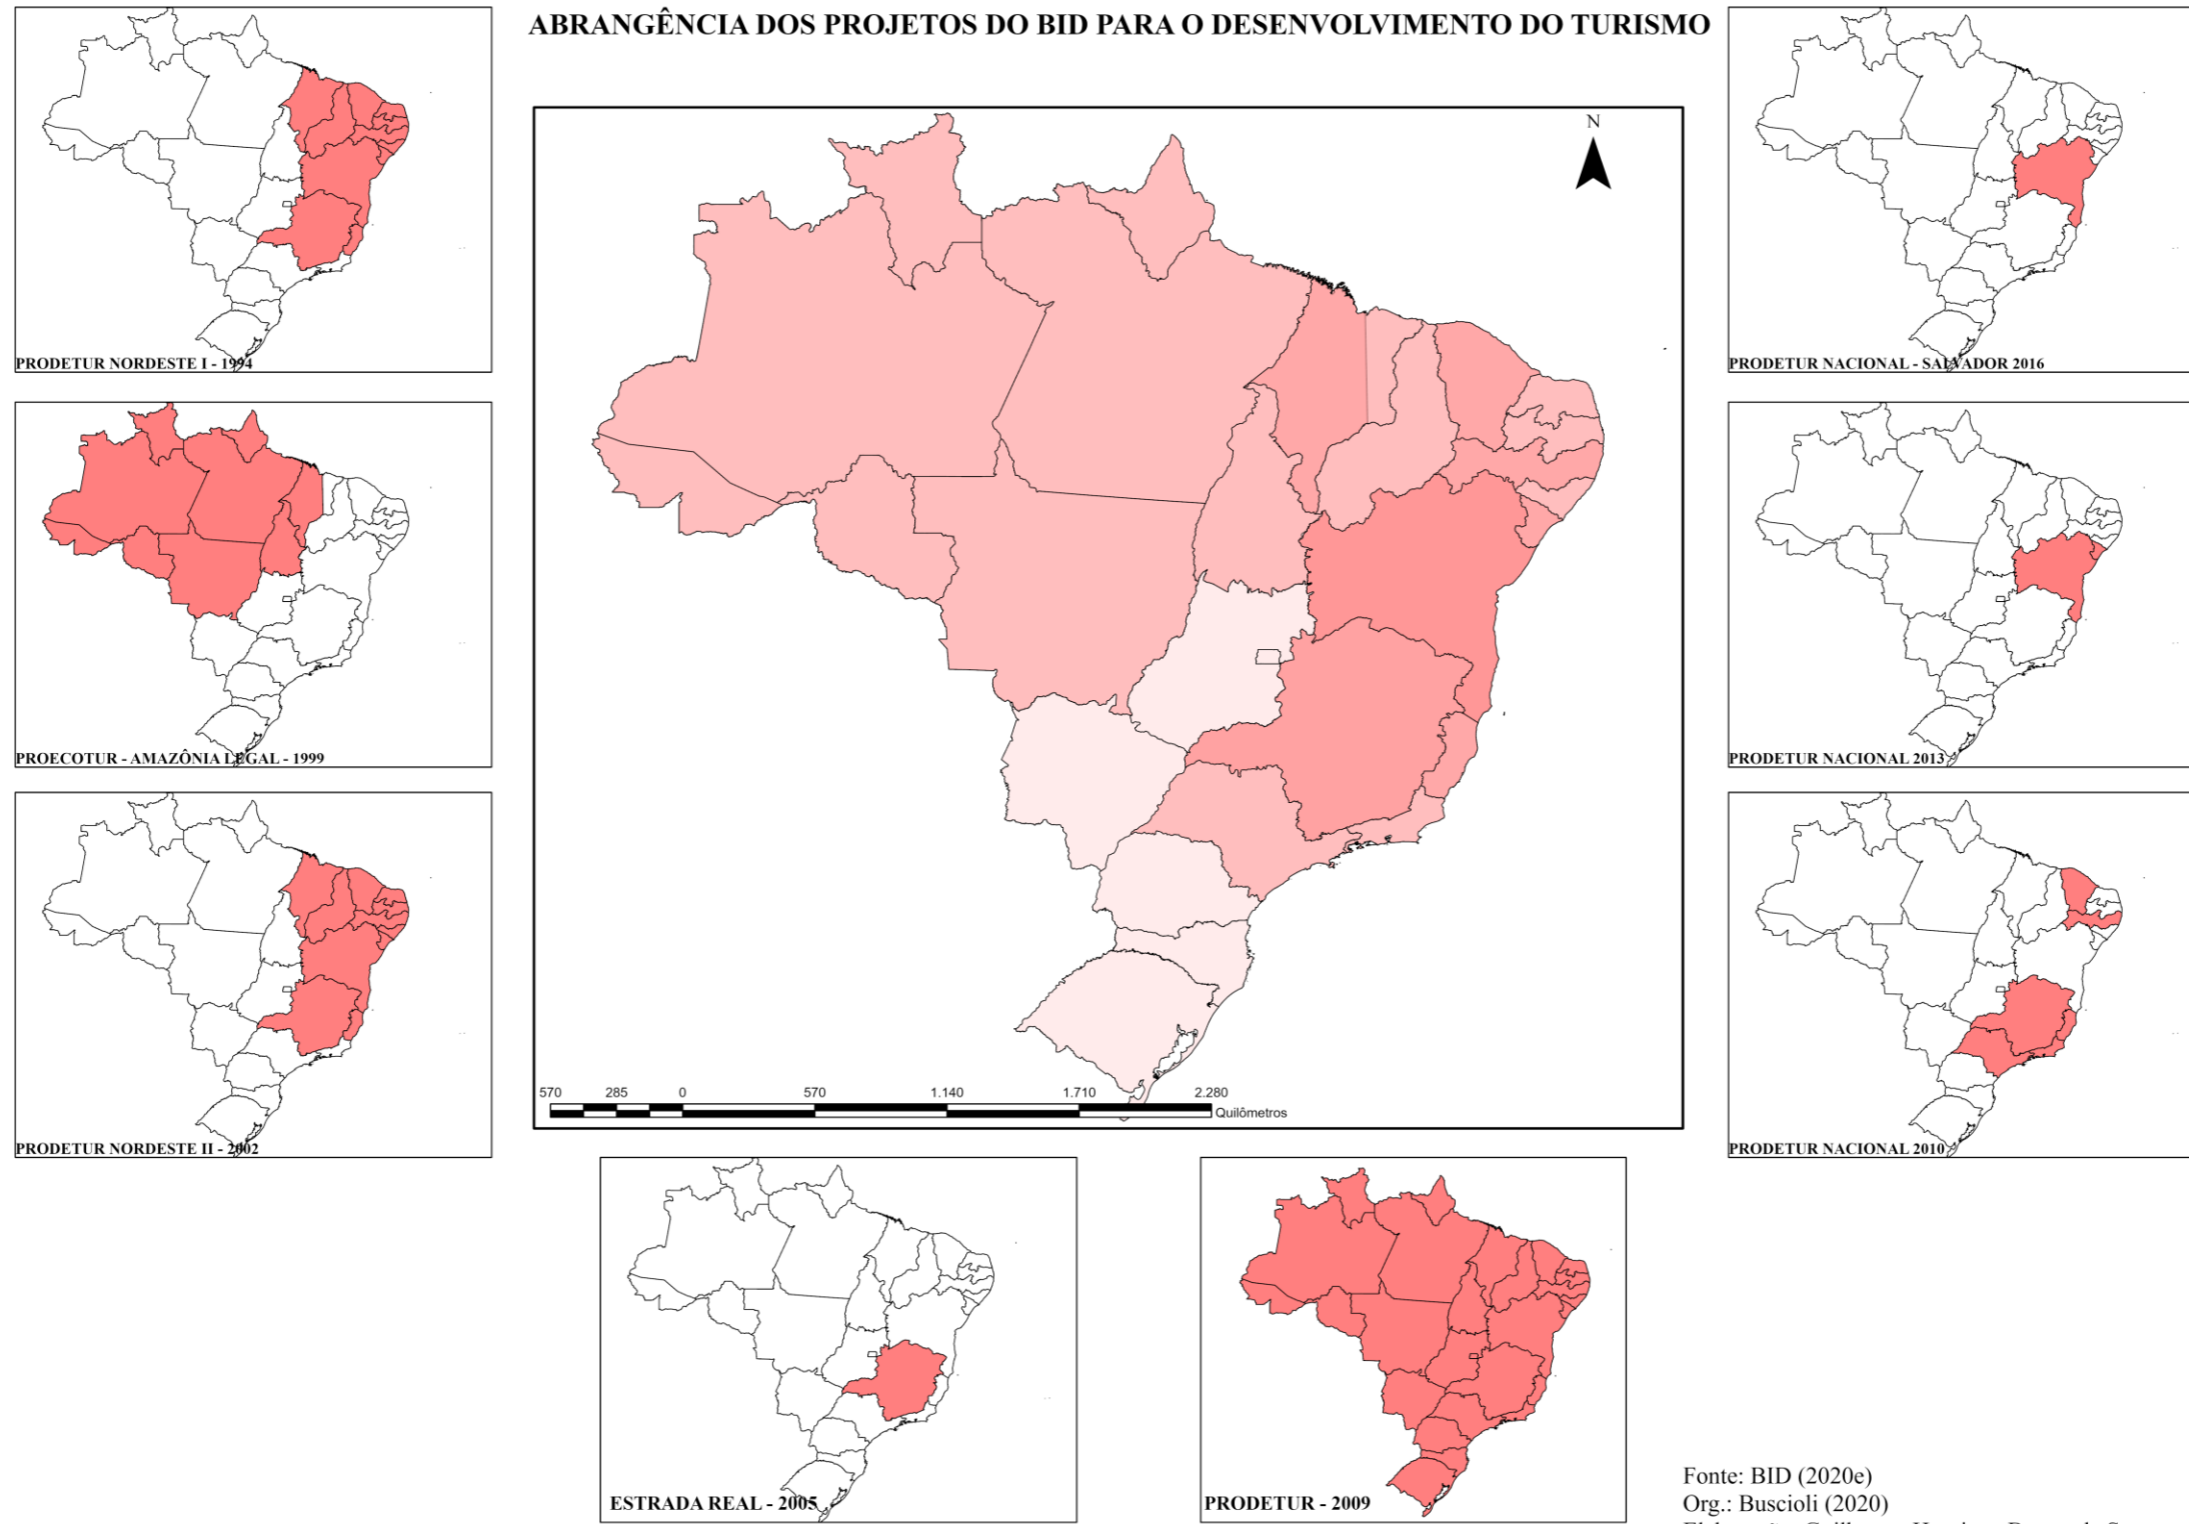 ABRANGÊNCIA DOS PROJETOS DO BID PARA O DESENVOLVIMENTO DO TURISMO
N
570 285 0 570 1.140 1.710 2.280
Quilômetros
PRODETUR NORDESTE I - 1994
PROECOTUR - AMAZÔNIA LEGAL - 1999
PRODETUR NORDESTE II - 2002
ESTRADA REAL - 2005
PRODETUR - 2009
PRODETUR NACIONAL 2010
PRODETUR NACIONAL 2013
PRODETUR NACIONAL - SALVADOR 2016
Fonte: BID (2020e)
Org.: Buscioli (2020)